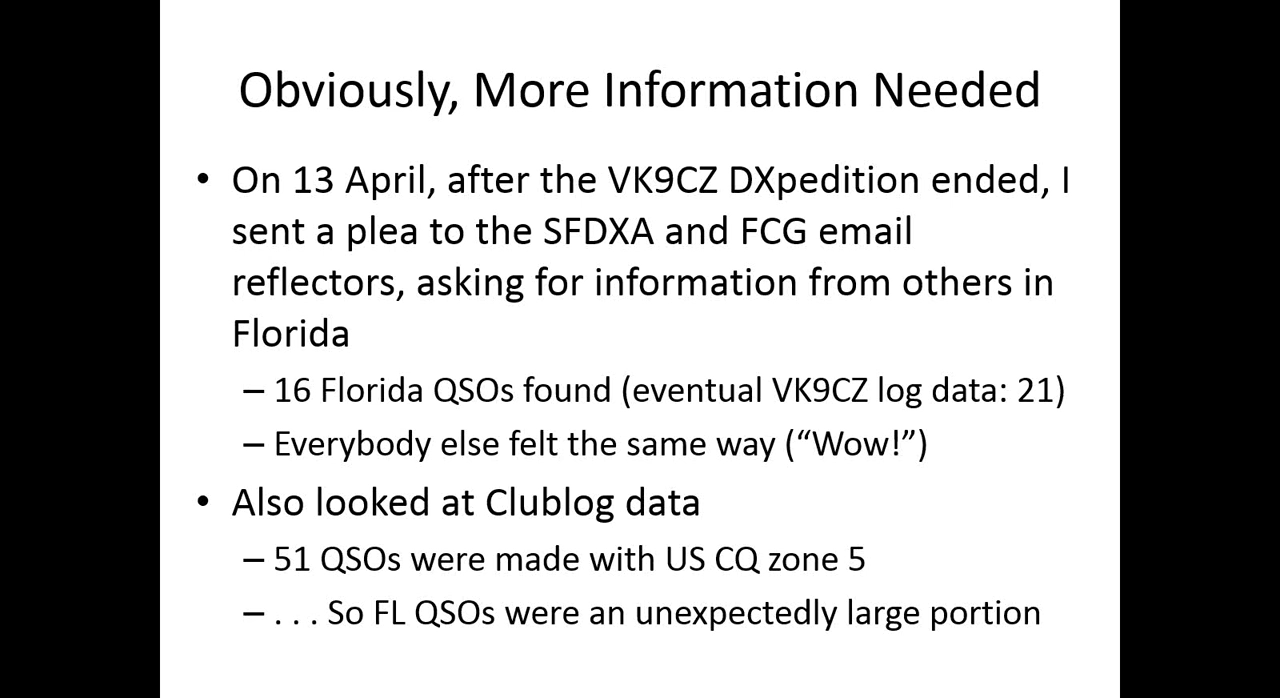 Obviously, More Information Needed
• On 13 April, after the VK9CZ DXpedition ended, I
sent a plea to the SFDXA and FCG email
reflectors, asking for information from others in
Florida
– 16 Florida QSOs found (eventual VK9CZ log data: 21)
– Everybody else felt the same way (“Wow!”)
• Also looked at Clublog data
– 51 QSOs were made with US CQ zone 5
– . . . So FL QSOs were an unexpectedly large portion